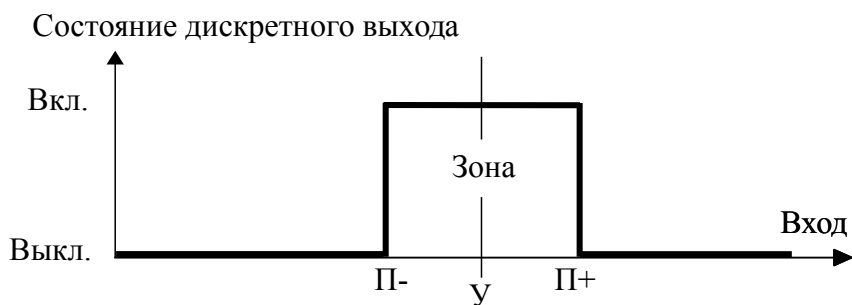 Состояние дискретного выхода
Вкл.
Зона
Вход
Выкл.
П-
П+
У